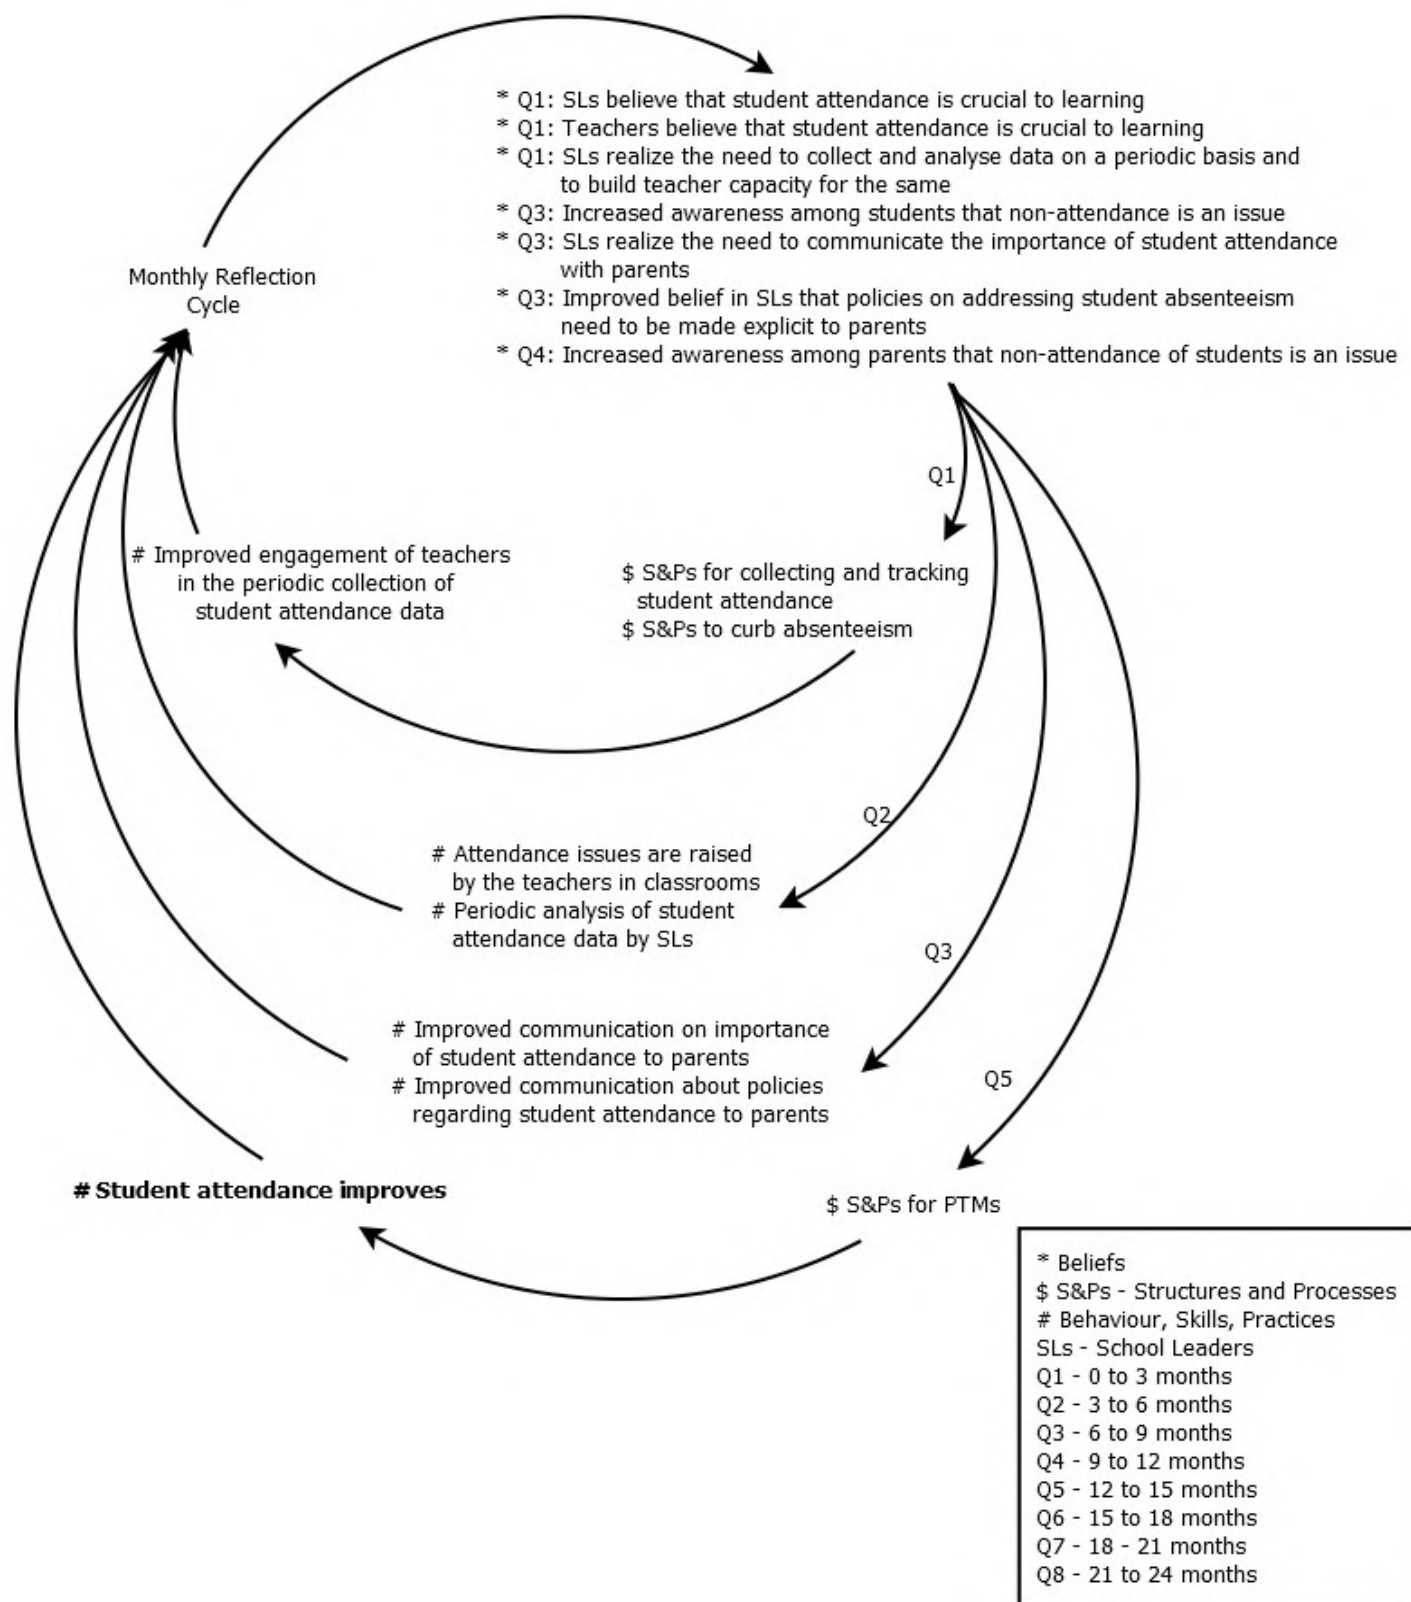 * Q1: SLs believe that student attendance is crucial to learning
* Q1: Teachers believe that student attendance is crucial to learning
* Q1: SLs realize the need to collect and analyse data on a periodic basis and
to build teacher capacity for the same
* Q3: Increased awareness among students that non-attendance is an issue
* Q3: SLs realize the need to communicate the importance of student attendance
with parents
* Q3: Improved belief in SLs that policies on addressing student absenteeism
need to be made explicit to parents
* Q4: Increased awareness among parents that non-attendance of students is an issue
Monthly Reflection
Cycle
Q1
# Improved engagement of teachers
in the periodic collection of
student attendance data
$ S&Ps for collecting and tracking
student attendance
$ S&Ps to curb absenteeism
Q2
# Attendance issues are raised
by the teachers in classrooms
# Periodic analysis of student
attendance data by SLs
Q3
# Improved communication on importance
of student attendance to parents
# Improved communication about policies
regarding student attendance to parents
Q5
# Student attendance improves
$ S&Ps for PTMs
* Beliefs
$ S&Ps - Structures and Processes
# Behaviour, Skills, Practices
SLs - School Leaders
Q1 - 0 to 3 months
Q2 - 3 to 6 months
Q3 - 6 to 9 months
Q4 - 9 to 12 months
Q5 - 12 to 15 months
Q6 - 15 to 18 months
Q7 - 18 - 21 months
Q8 - 21 to 24 months